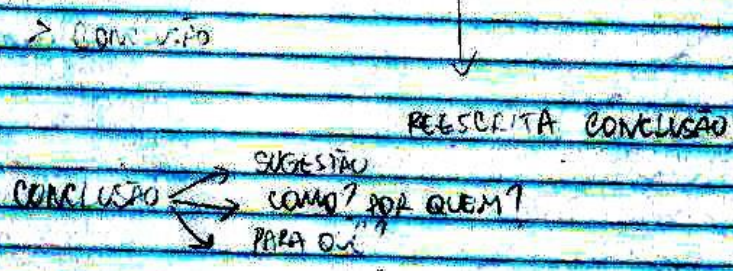 > CONCLUSÃO
REESCRITA CONCLUSÃO
SUGESTÃO
CONCLUSÃO COMO? POR QUEM?
PARA QUÊ?